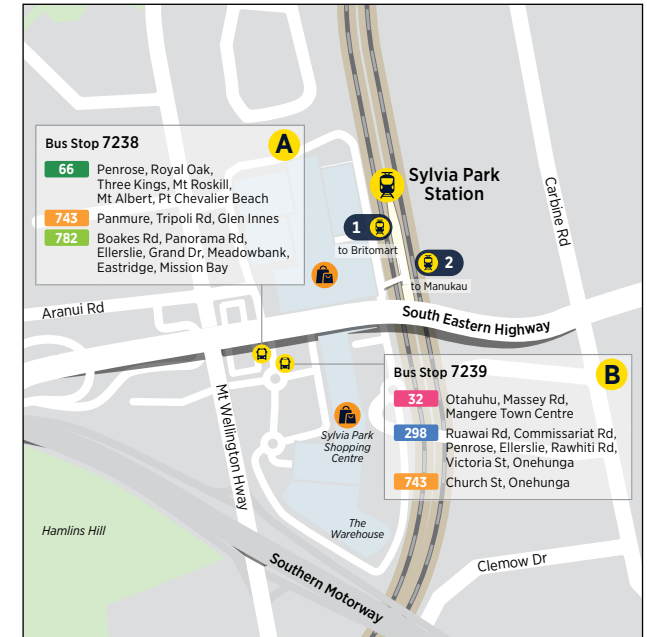 Bus Stop 7238
A
66 Penrose, Royal Oak,
Three Kings, Mt Roskill,
Mt Albert, Pt Chevalier Beach
743 Panmure, Tripoli Rd, Glen Innes
782 Boakes Rd, Panorama Rd,
Ellerslie, Grand Dr, Meadowbank,
Eastridge, Mission Bay
Sylvia Park
Station
Carbine Rd
1
to Britomart
2
to Manukau
Aranui Rd
South Eastern Highway
Mt Wellington Hway
Bus Stop 7239
B
32 Otahuhu, Massey Rd,
Mangere Town Centre
298 Ruawai Rd, Commissariat Rd,
Penrose, Ellerslie, Rawhiti Rd,
Victoria St, Onehunga
743 Church St, Onehunga
Sylvia Park
Shopping
Centre
The
Warehouse
Hamlins Hill
Southern Motorway
Clemow Dr